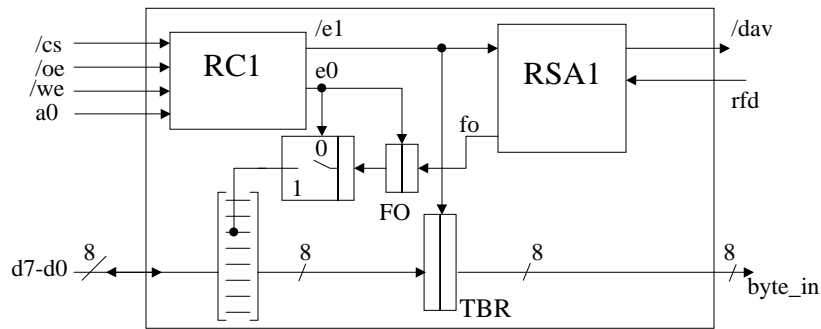 /e1
/dav
/cs
/oe
/we
a0
RC1
e0
RSA1
rfd
fo
0
1
FO
8
d7-d0
8
8
8
TBR
byte_in